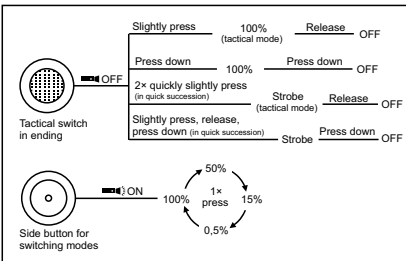 Slightly press 100% Release OFF
(tactical mode)
Press down 100% Press down OFF
OFF
2× quickly slightly press Strobe Release OFF
(in quick succession) (tactical mode)
Slightly press, release,
press down (in quick succession) Strobe Press down OFF
Tactical switch
in ending
ON
50%
100% 1× 15%
press
0,5%
Side button for
switching modes